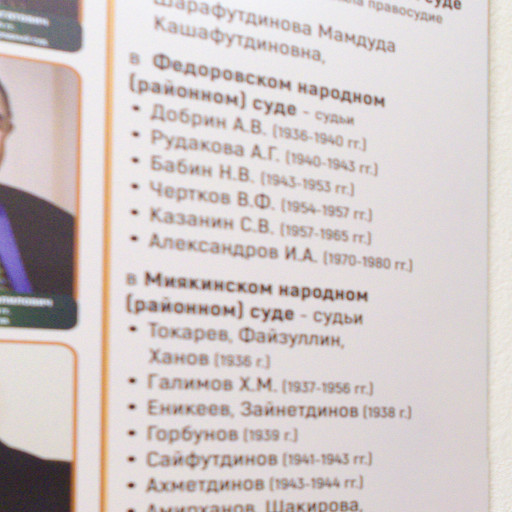 суде
правосудие
Шарафутдинова Мамдуда
Кашафутдиновна,
в Федоровском народном
(районном) суде - судьи
• Добрин А.В. (1936-1940 гг.)
• Рудакова А.Г. (1940-1943 гг.)
• Бабин Н.В. (1943-1953 гг.)
• Чертков В.Ф. (1954-1957 гг.)
• Казанин С.В. (1957-1965 гг.)
• Александров И.А. (1970-1980 гг.)
в Миякинском народном
(районном) суде - судьи
• Токарев, Файзуллин,
Ханов (1936 г.)
• Галимов Х.М. (1937-1956 гг.)
• Еникеев, Зайнетдинов (1938 г.)
• Горбунов (1939 г.)
• Сайфутдинов (1941-1943 гг.)
• Ахметдинов (1943-1944 гг.)
• Амирханов, Шакирова,